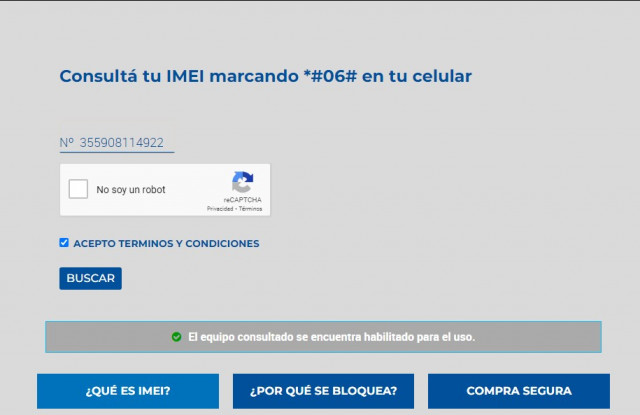 Consultá tu IMEI marcando *#06# en tu celular
Nº 355908114922
No soy un robot
reCAPTCHA
Privacidad - Términos
ACEPTO TERMINOS Y CONDICIONES
BUSCAR
El equipo consultado se encuentra habilitado para el uso.
¿QUÉ ES IMEI?
¿POR QUÉ SE BLOQUEA?
COMPRA SEGURA